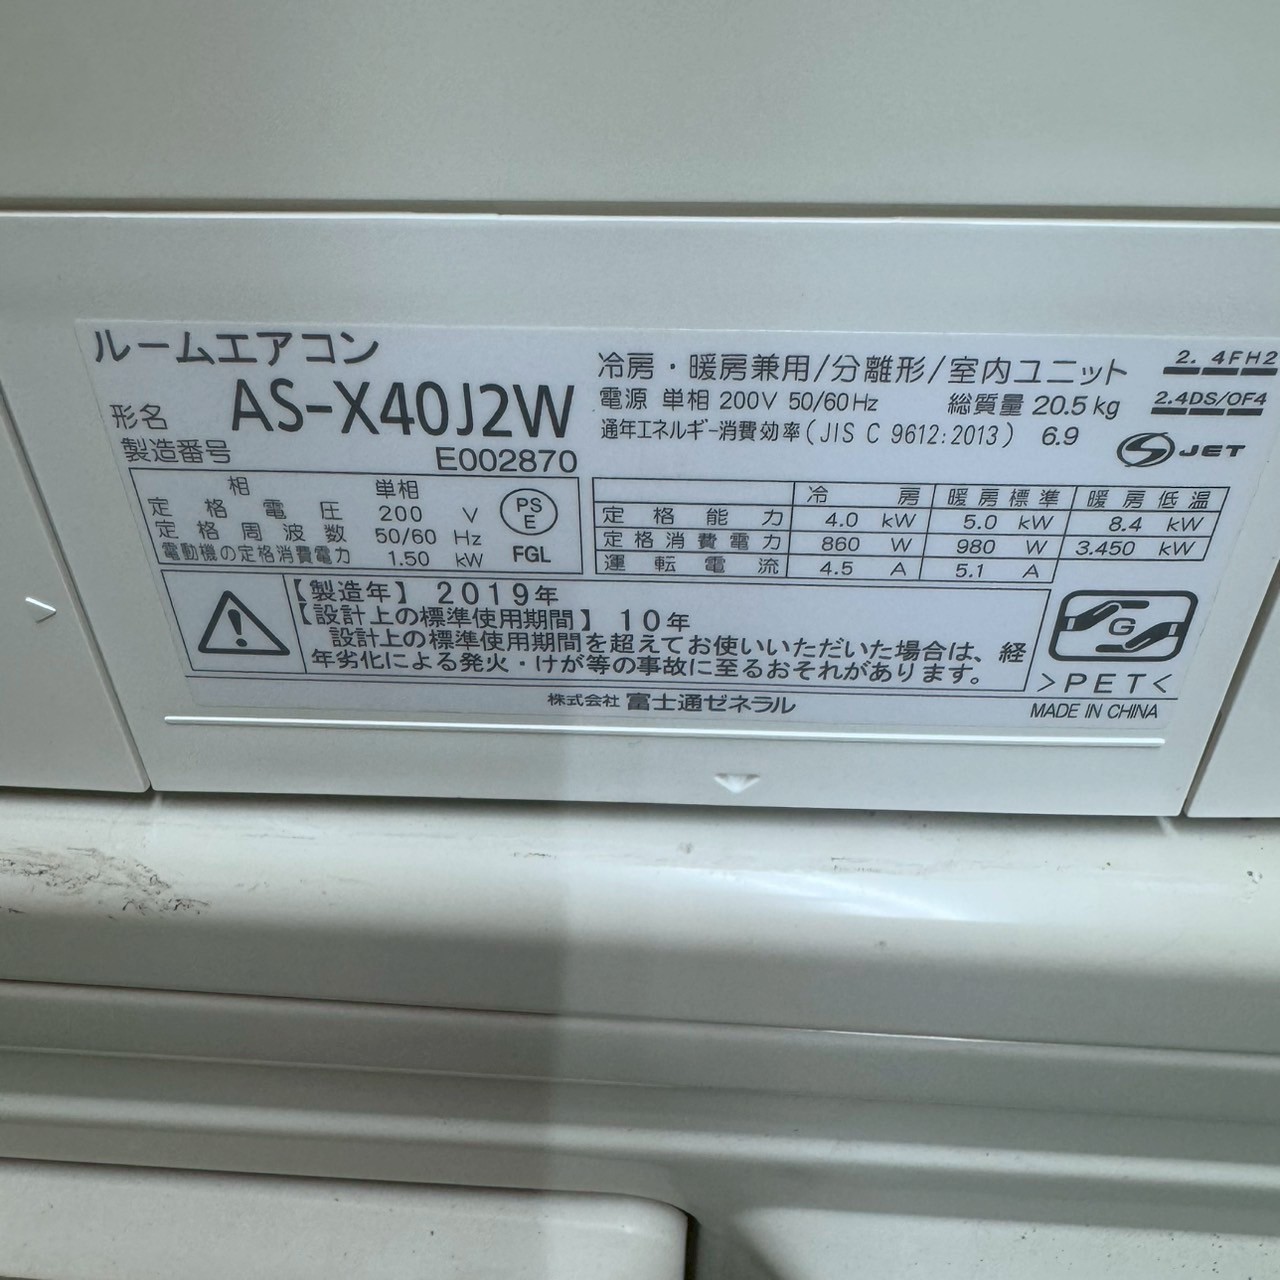 ルームエアコン
形名 AS-X40J2W
製造番号 E002870
相 単相
定格電圧 200 V
定格周波数 50/60 Hz
電動機の定格消費電力 1.50 kW
PS
E
FGL
冷房・暖房兼用/分離形/室内ユニット
電源 単相 200V 50/60Hz 総質量 20.5kg
通年エネルギー消費効率(JIS C 9612:2013) 6.9
2.4FH2
2.4DS/OF4
JET
冷房 暖房標準 暖房低温
定格能力 4.0 kW 5.0 kW 8.4 kW
定格消費電力 860 W 980 W 3.450 kW
運転電流 4.5 A 5.1 A
【製造年】2019年
【設計上の標準使用期間】10年
設計上の標準使用期間を超えてお使いいただいた場合は、経
年劣化による発火・けが等の事故に至るおそれがあります。
G
>PET<
株式会社 富士通ゼネラル
MADE IN CHINA